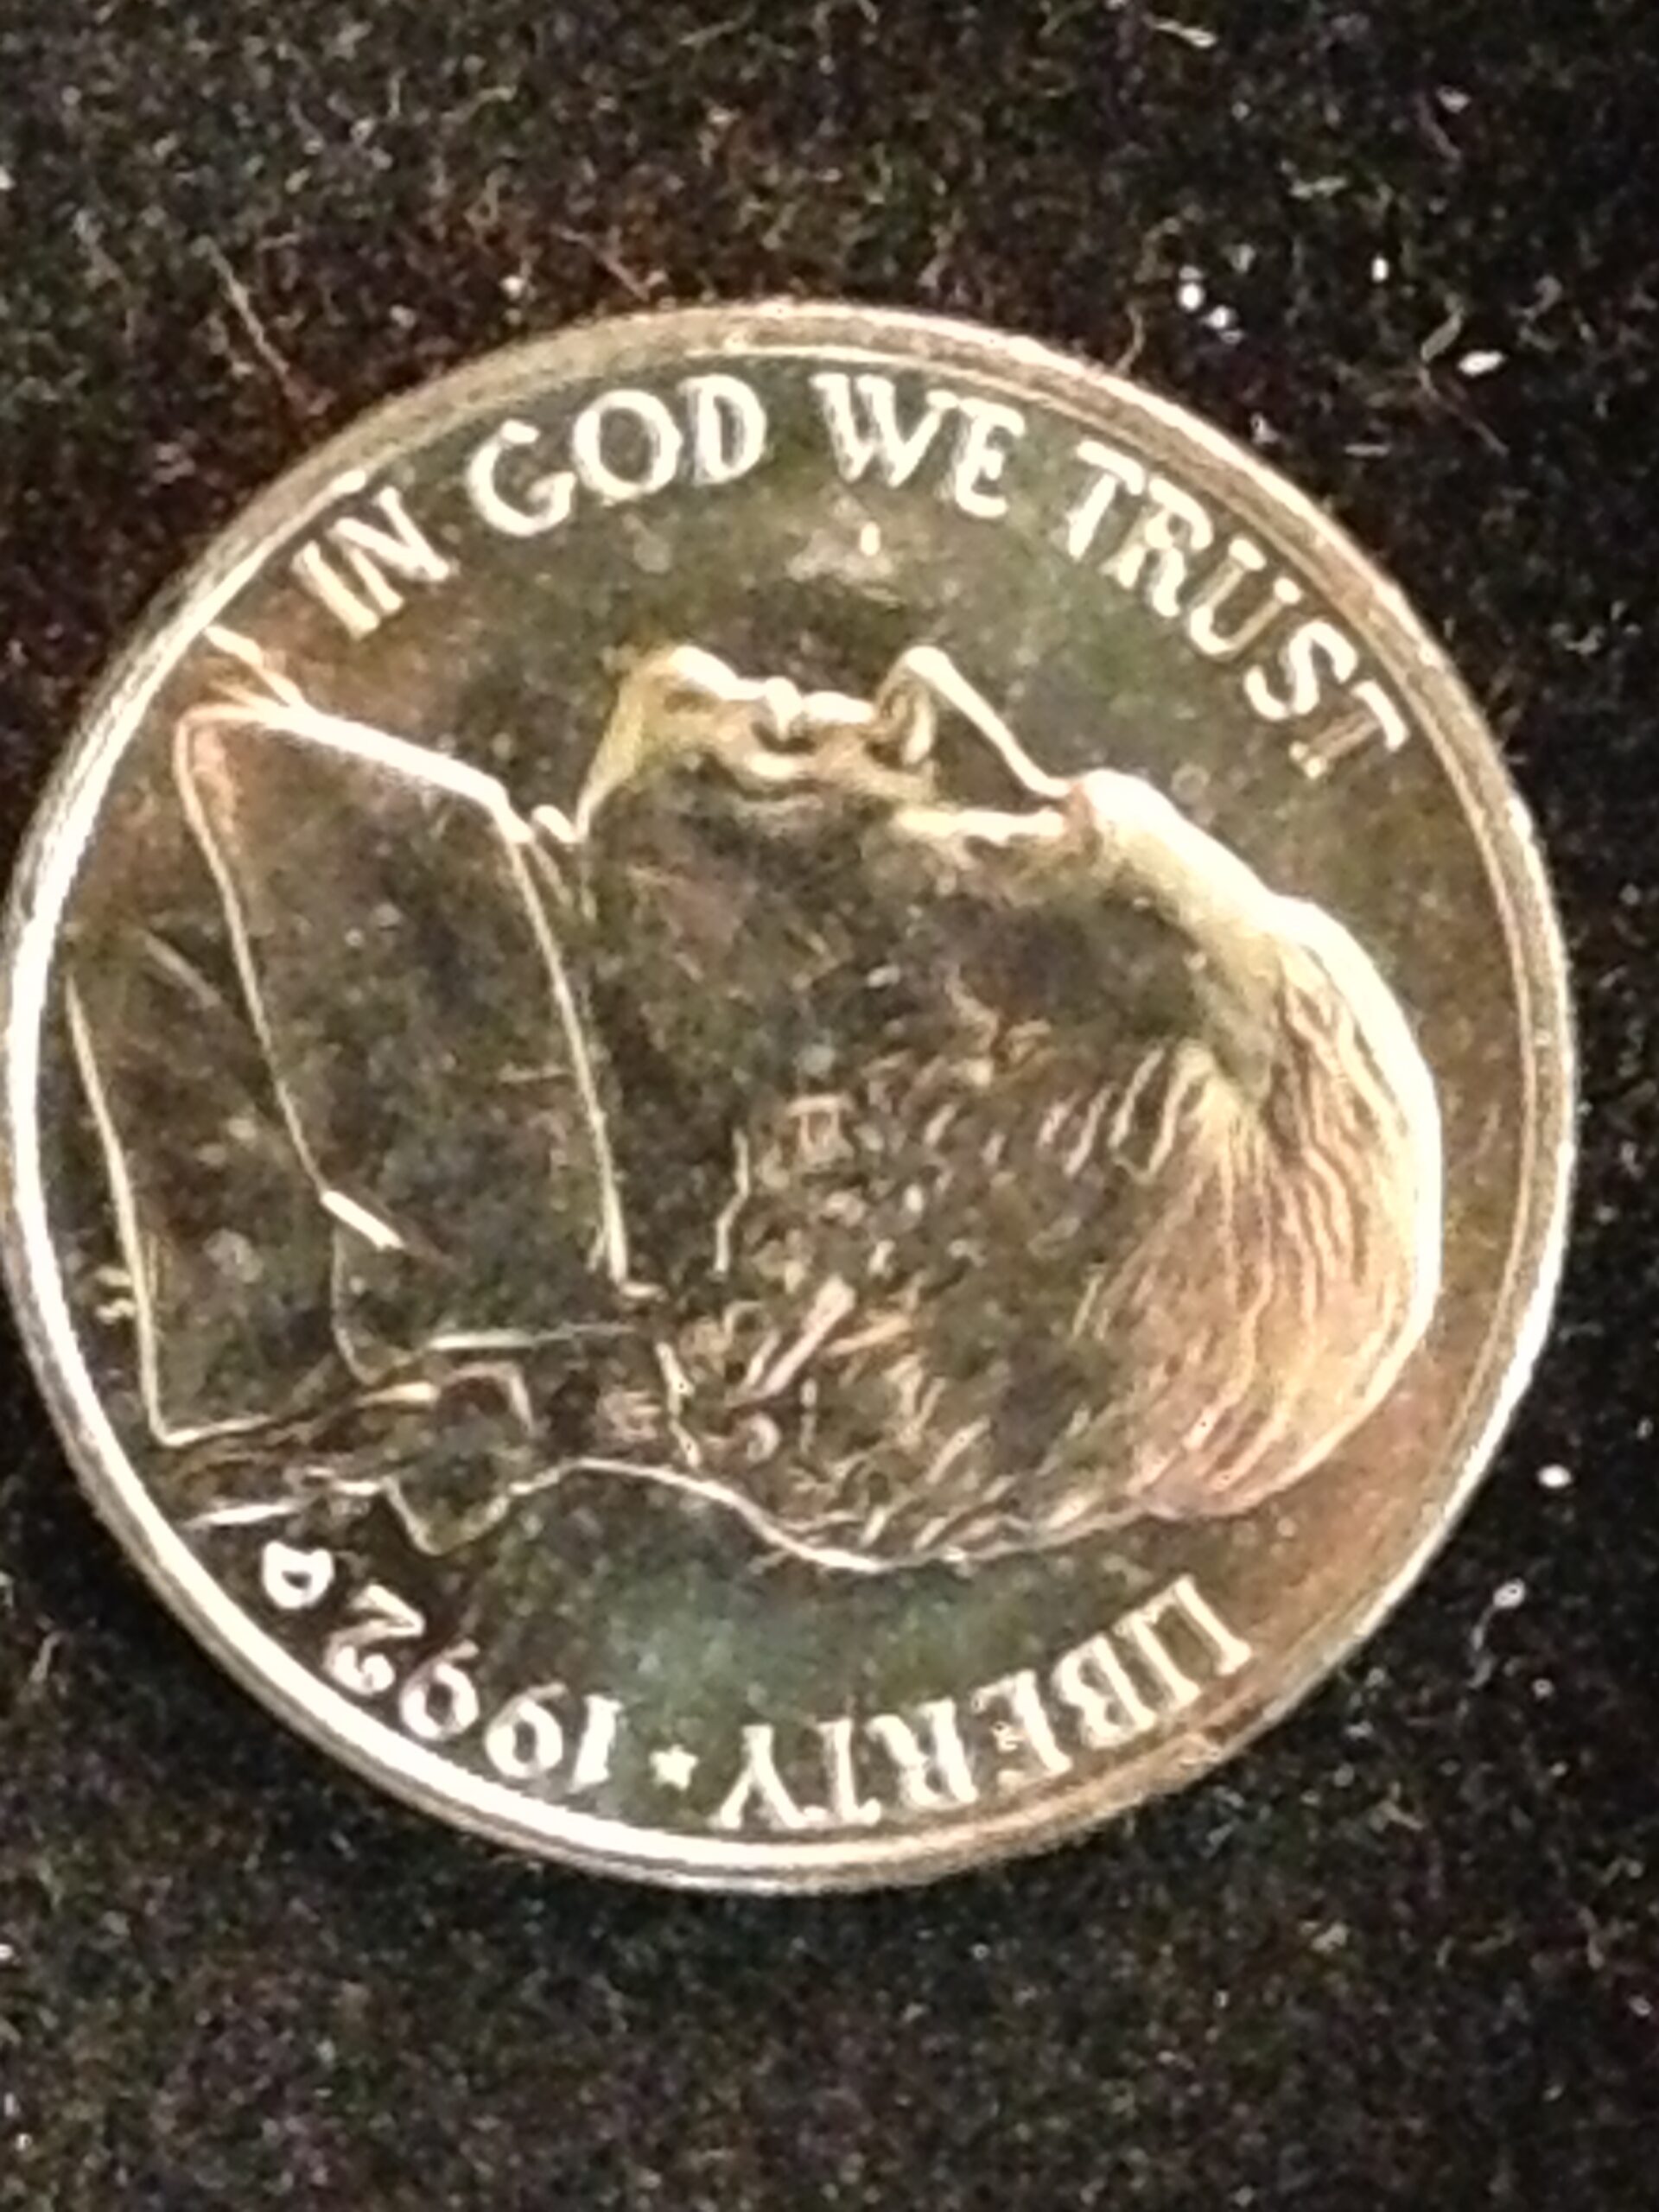 IN GOD WE TRUST
LIBERTY ★ 1992
D